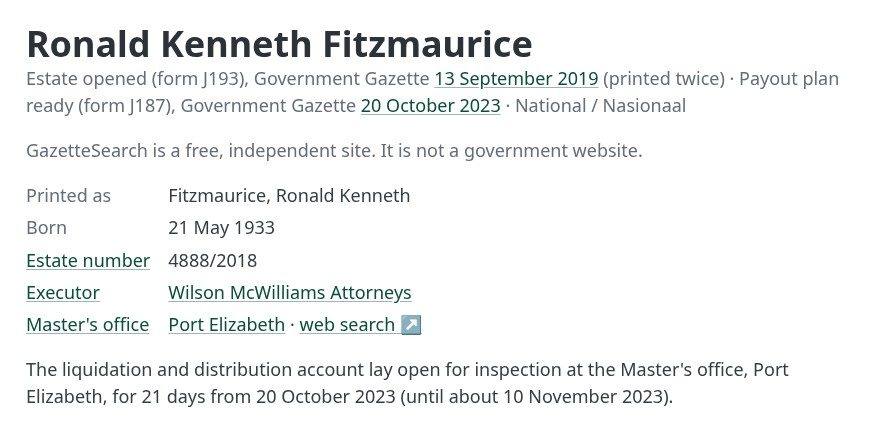 Ronald Kenneth Fitzmaurice
Estate opened (form J193), Government Gazette 13 September 2019 (printed twice) · Payout plan
ready (form J187), Government Gazette 20 October 2023 · National / Nasionaal
GazetteSearch is a free, independent site. It is not a government website.
Printed as Fitzmaurice, Ronald Kenneth
Born 21 May 1933
Estate number 4888/2018
Executor Wilson McWilliams Attorneys
Master's office Port Elizabeth · web search ↗
The liquidation and distribution account lay open for inspection at the Master's office, Port
Elizabeth, for 21 days from 20 October 2023 (until about 10 November 2023).